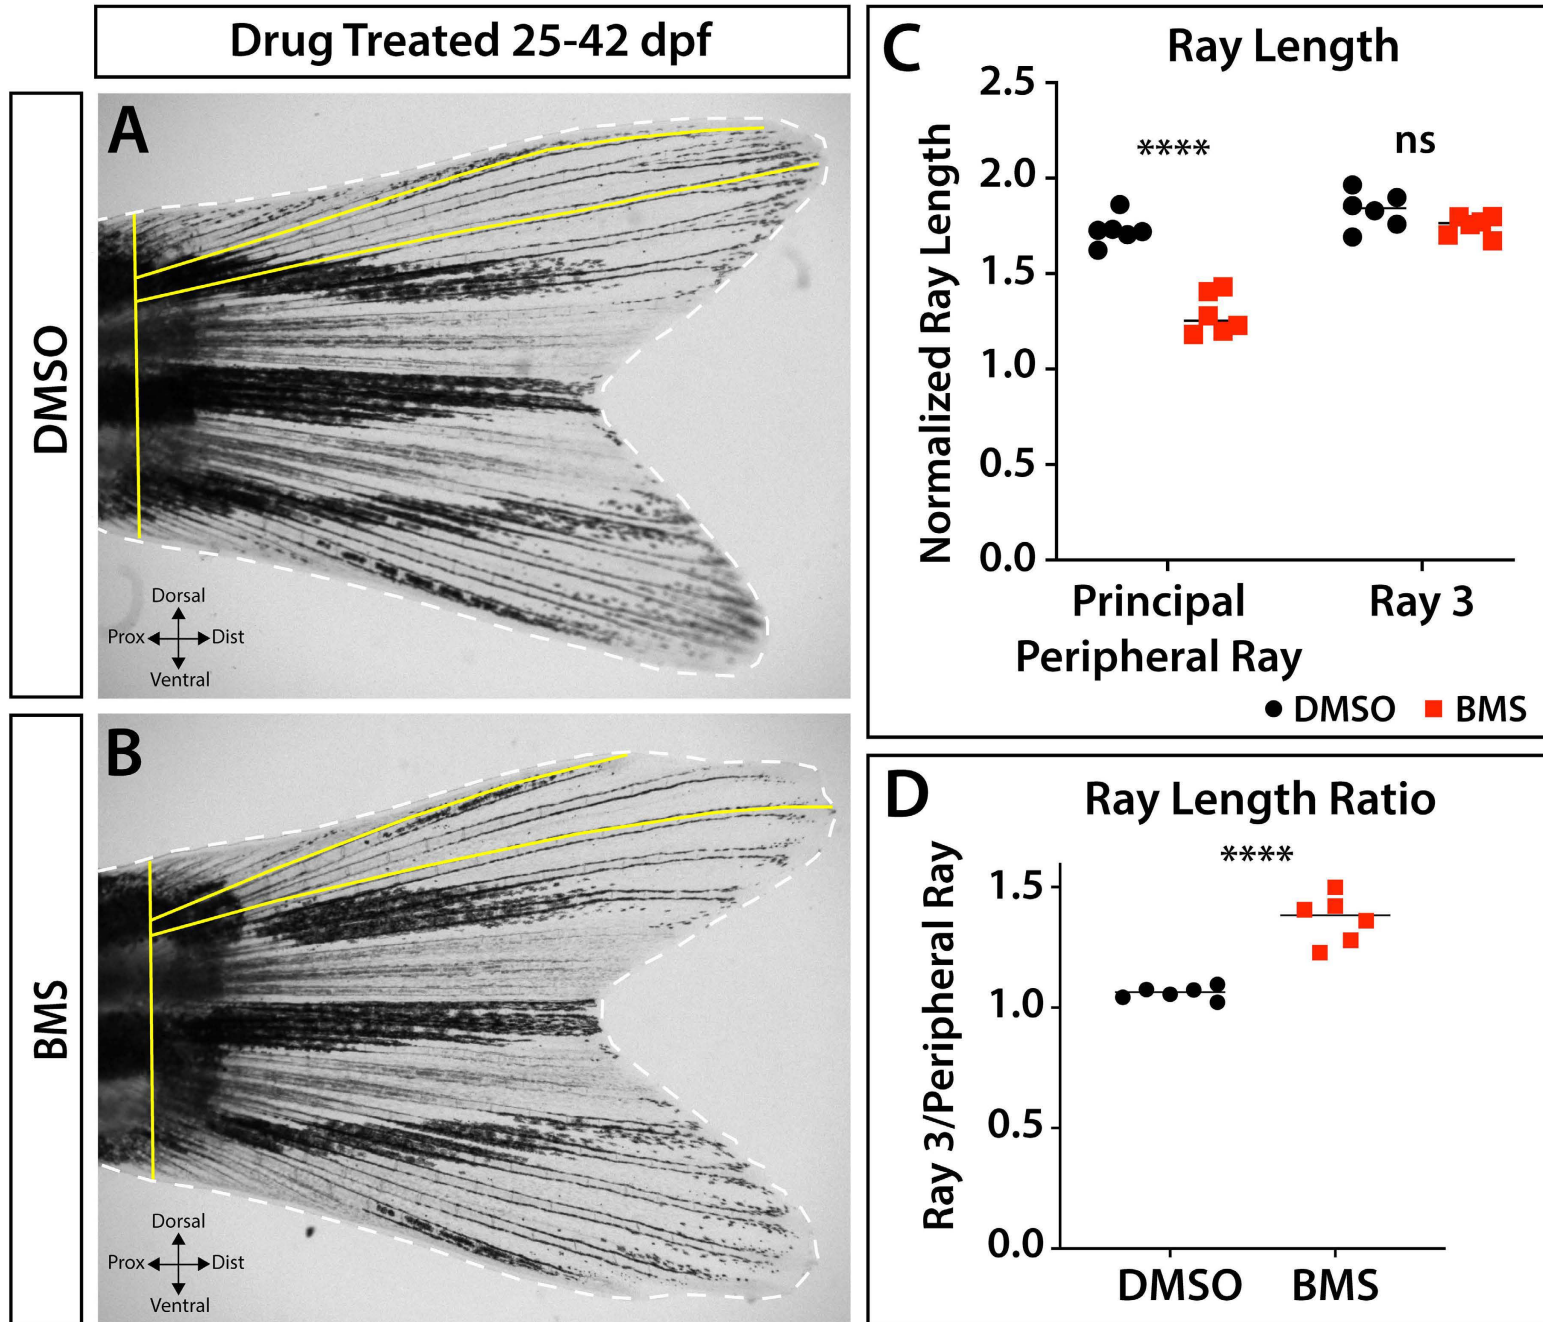 Drug Treated 25-42 dpf
DMSO
A
Dorsal
Prox Dist
Ventral
BMS
B
Dorsal
Prox Dist
Ventral
C
Ray Length
Normalized Ray Length
2.5
2.0
1.5
1.0
0.5
0.0
****
ns
Principal
Peripheral Ray
Ray 3
DMSO BMS
D
Ray Length Ratio
Ray 3/Peripheral Ray
****
1.5
1.0
0.5
0.0
DMSO BMS